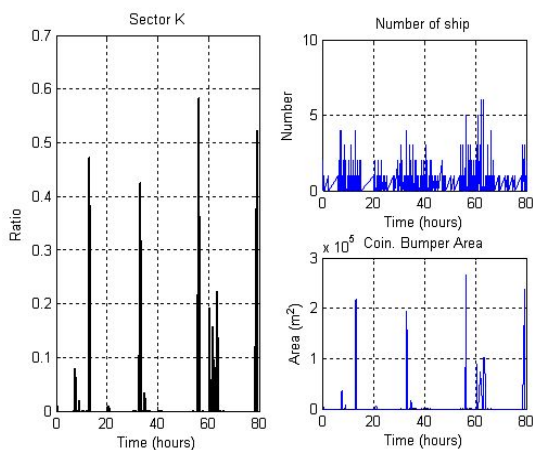 Sector K
0.7
0.6
0.5
0.4
0.3
0.2
0.1
0
Ratio
0 20 40 60 80
Time (hours)
Number of ship
10
5
0
Number
0 20 40 60 80
Time (hours)
x 10^5 Coin. Bumper Area
3
2
1
0
Area (m²)
0 20 40 60 80
Time (hours)